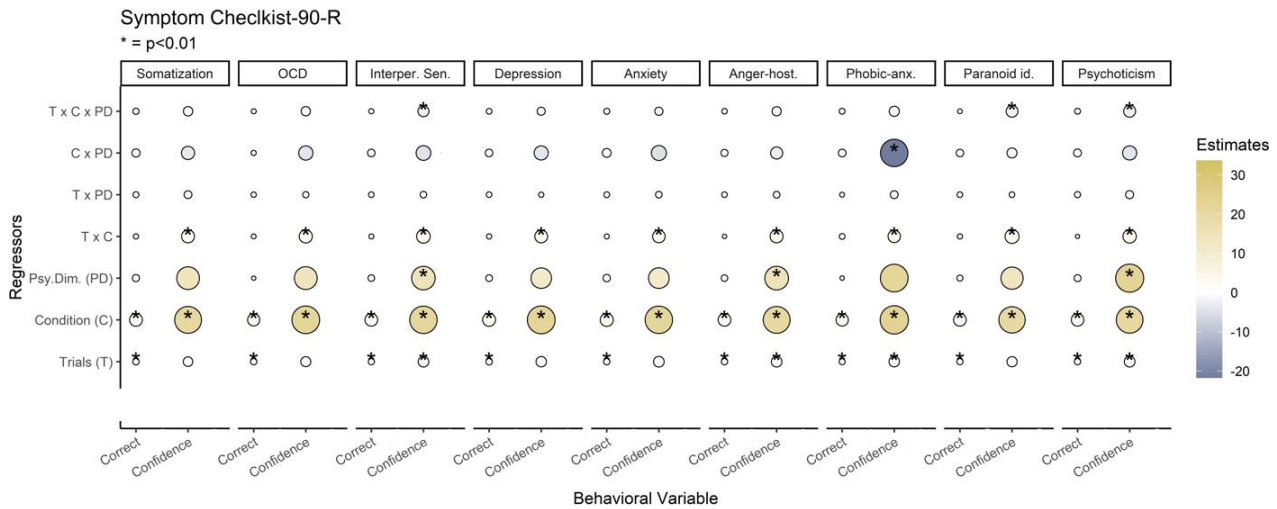 Symptom Checlkist-90-R
* = p<0.01
Somatization OCD Interper. Sen. Depression Anxiety Anger-host. Phobic-anx. Paranoid id. Psychoticism
T x C x PD * * *
C x PD *
T x PD
T x C * * * * * * * * *
Psy.Dim. (PD) * * *
Condition (C) * * * * * * * * * * * * * * * * * *
Trials (T) * * * * * * * * * * * * *
Regressors
Correct Confidence Correct Confidence Correct Confidence Correct Confidence Correct Confidence Correct Confidence Correct Confidence Correct Confidence Correct Confidence
Behavioral Variable
Estimates
30
20
10
0
-10
-20